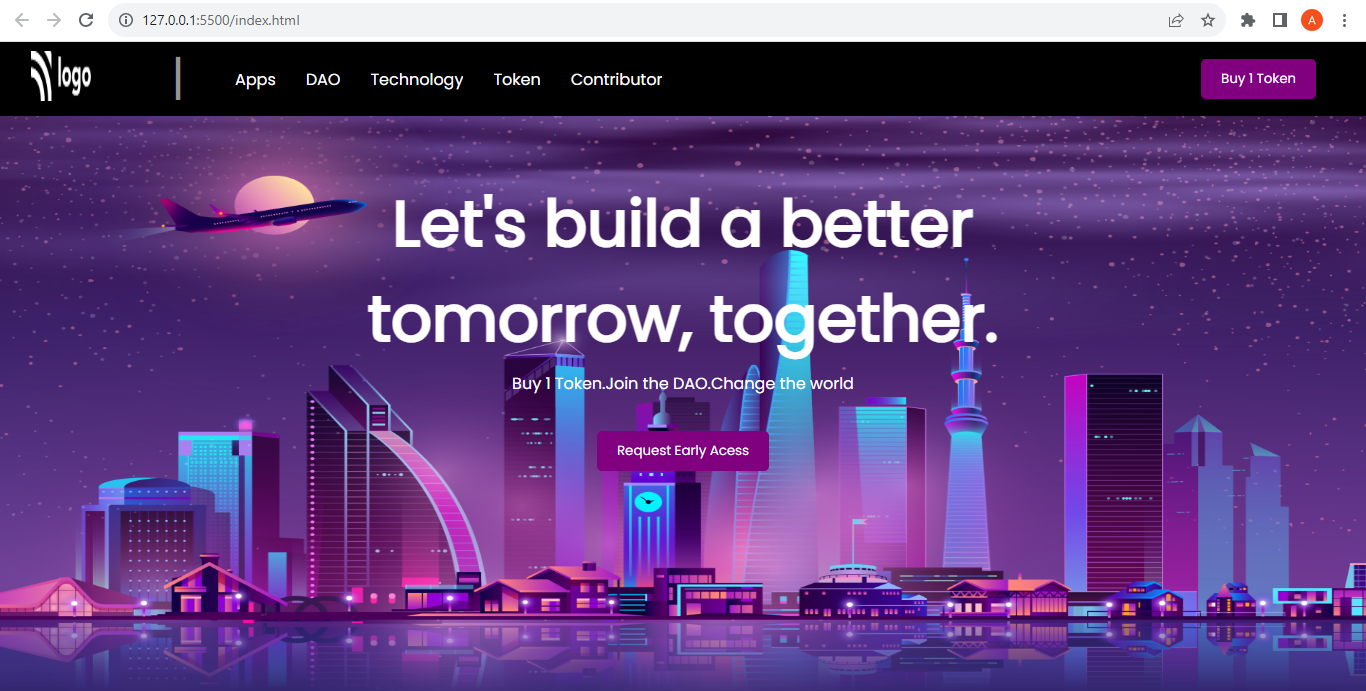 127.0.0.1:5500/index.html
A
logo
Apps DAO Technology Token Contributor
Buy 1 Token
Let's build a better
tomorrow, together.
Buy 1 Token.Join the DAO.Change the world
Request Early Acess